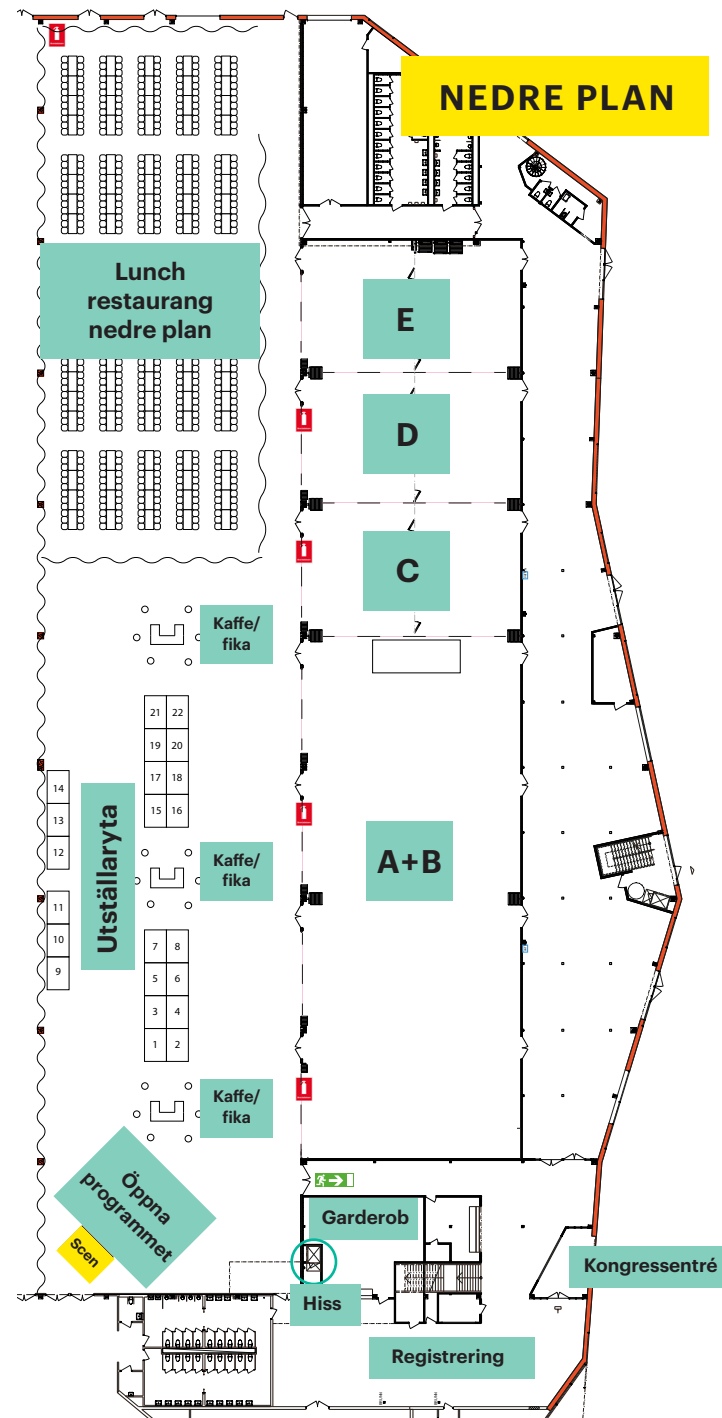 NEDRE PLAN
Lunch
restaurang
nedre plan
E
D
C
Kaffe/
fika
21 22
19 20
17 18
15 16
14
13
12
Utställaryta
A+B
Kaffe/
fika
11
10
9
7 8
5 6
3 4
1 2
Kaffe/
fika
Öppna
programmet
Scen
Garderob
Hiss
Kongressentré
Registrering